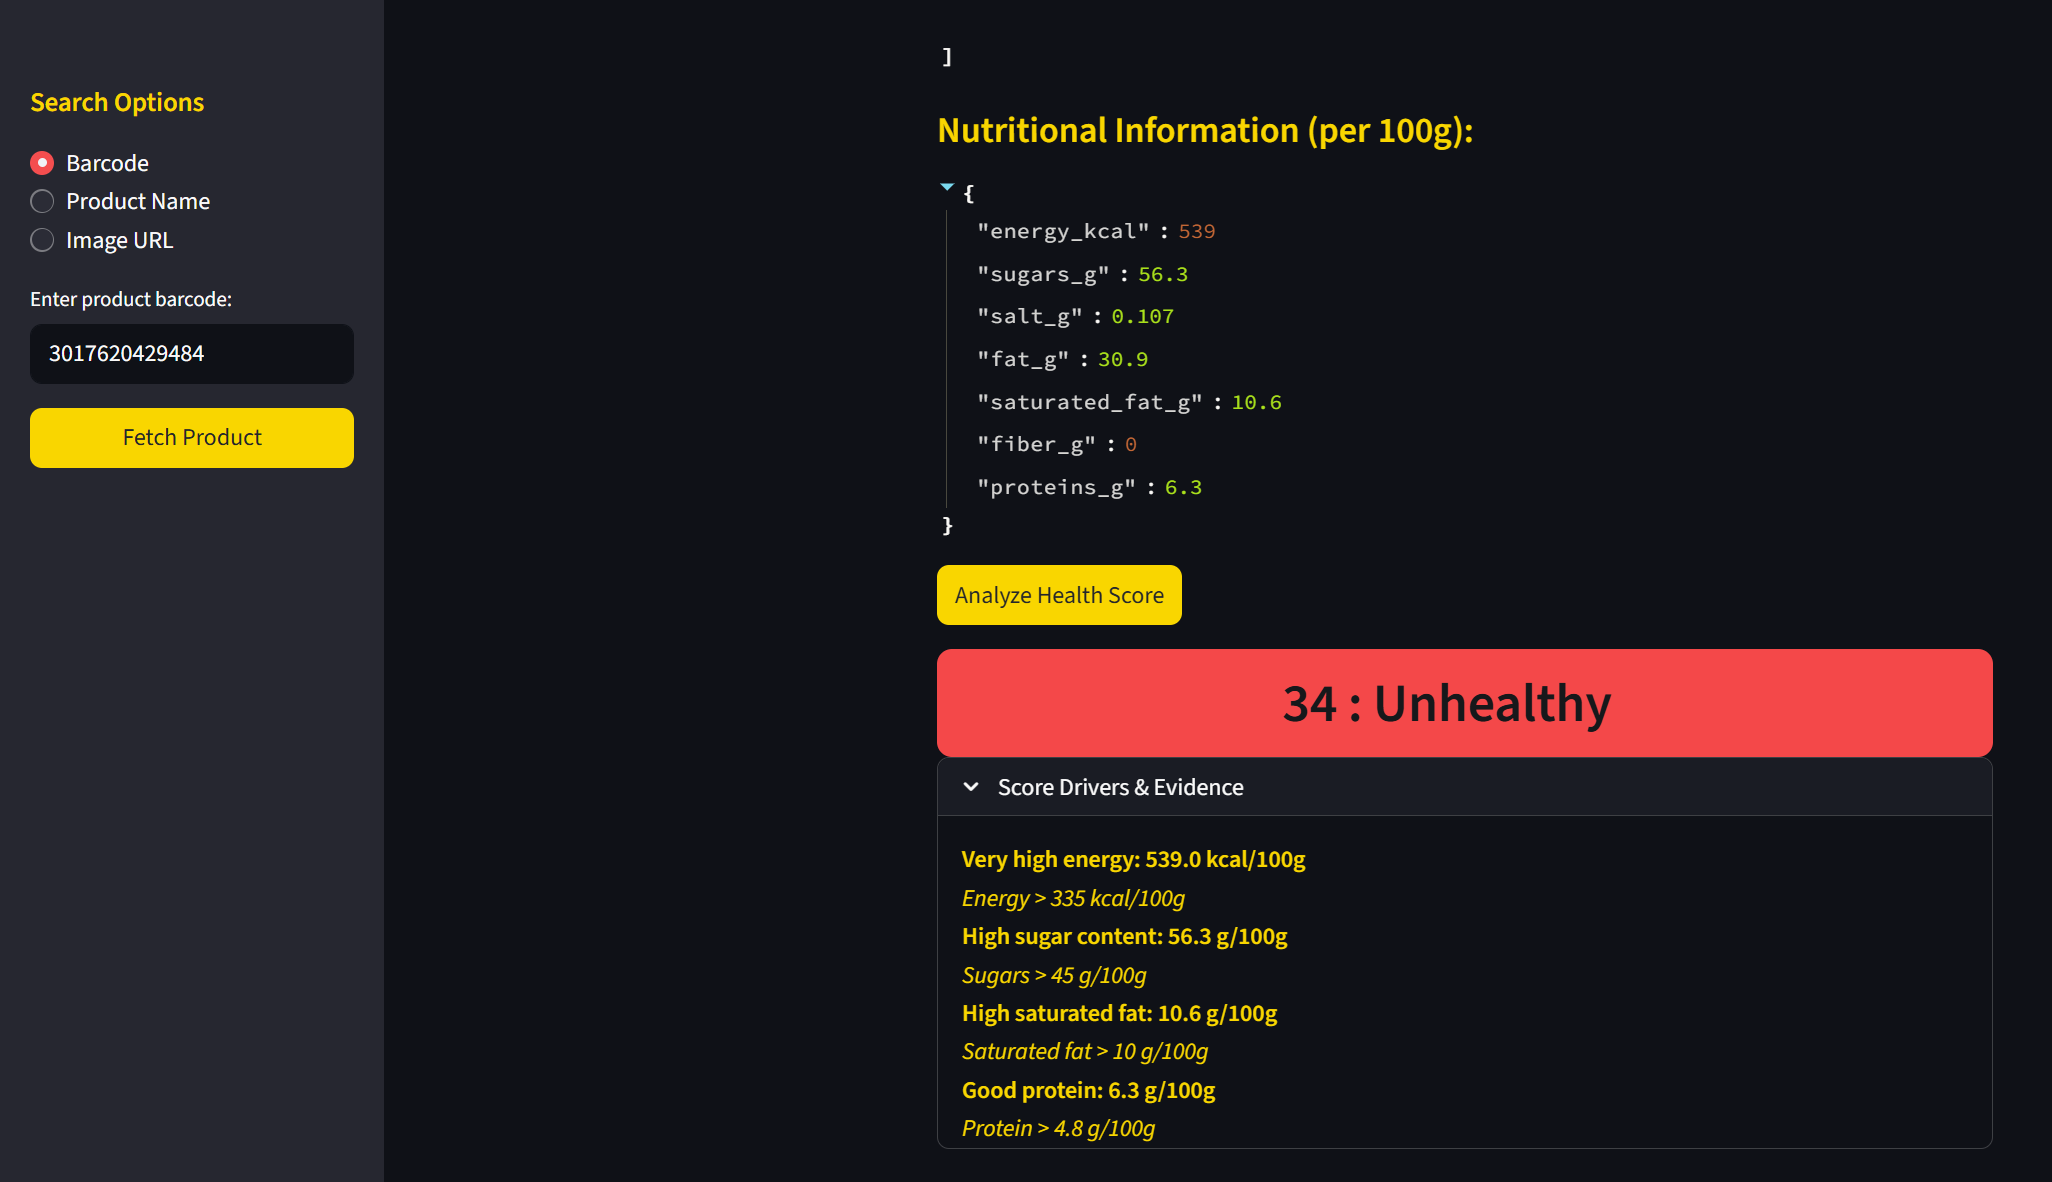 Search Options
Barcode
Product Name
Image URL
Enter product barcode:
3017620429484
Fetch Product
]
Nutritional Information (per 100g):
{
"energy_kcal" : 539
"sugars_g" : 56.3
"salt_g" : 0.107
"fat_g" : 30.9
"saturated_fat_g" : 10.6
"fiber_g" : 0
"proteins_g" : 6.3
}
Analyze Health Score
34 : Unhealthy
Score Drivers & Evidence
Very high energy: 539.0 kcal/100g
Energy > 335 kcal/100g
High sugar content: 56.3 g/100g
Sugars > 45 g/100g
High saturated fat: 10.6 g/100g
Saturated fat > 10 g/100g
Good protein: 6.3 g/100g
Protein > 4.8 g/100g